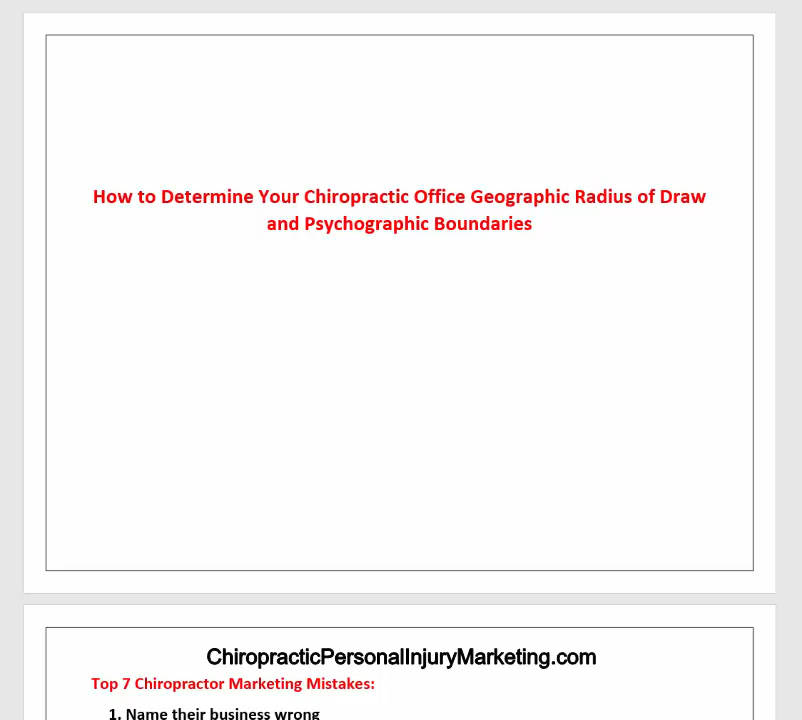 How to Determine Your Chiropractic Office Geographic Radius of Draw
and Psychographic Boundaries
ChiropracticPersonalInjuryMarketing.com
Top 7 Chiropractor Marketing Mistakes:
1. Name their business wrong